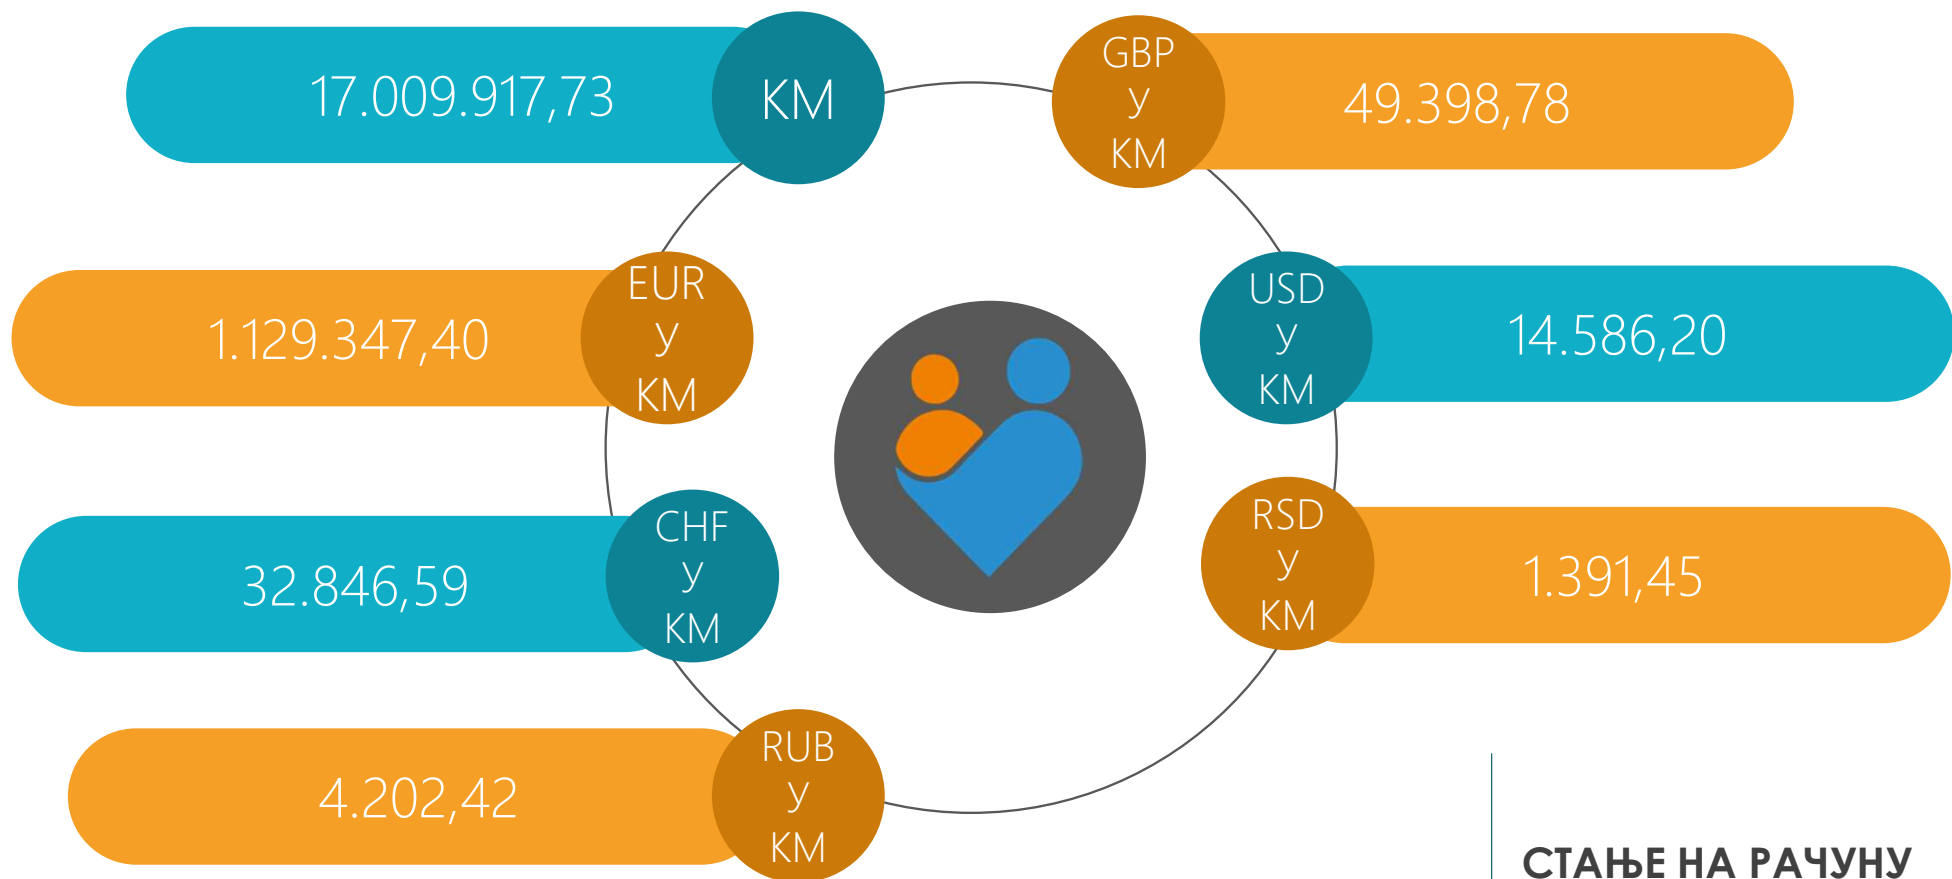 17.009.917,73
КМ
GBP
у
КМ
49.398,78
1.129.347,40
EUR
у
КМ
USD
у
КМ
14.586,20
32.846,59
CHF
у
КМ
RSD
у
КМ
1.391,45
4.202,42
RUB
у
КМ
СТАЊЕ НА РАЧУНУ